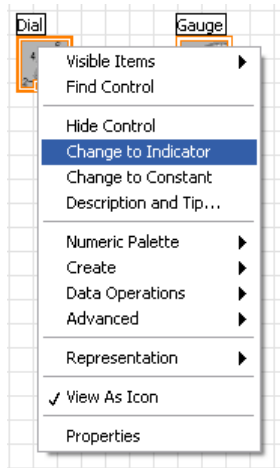 Dial Gauge
Visible Items
Find Control
Hide Control
Change to Indicator
Change to Constant
Description and Tip...
Numeric Palette
Create
Data Operations
Advanced
Representation
View As Icon
Properties